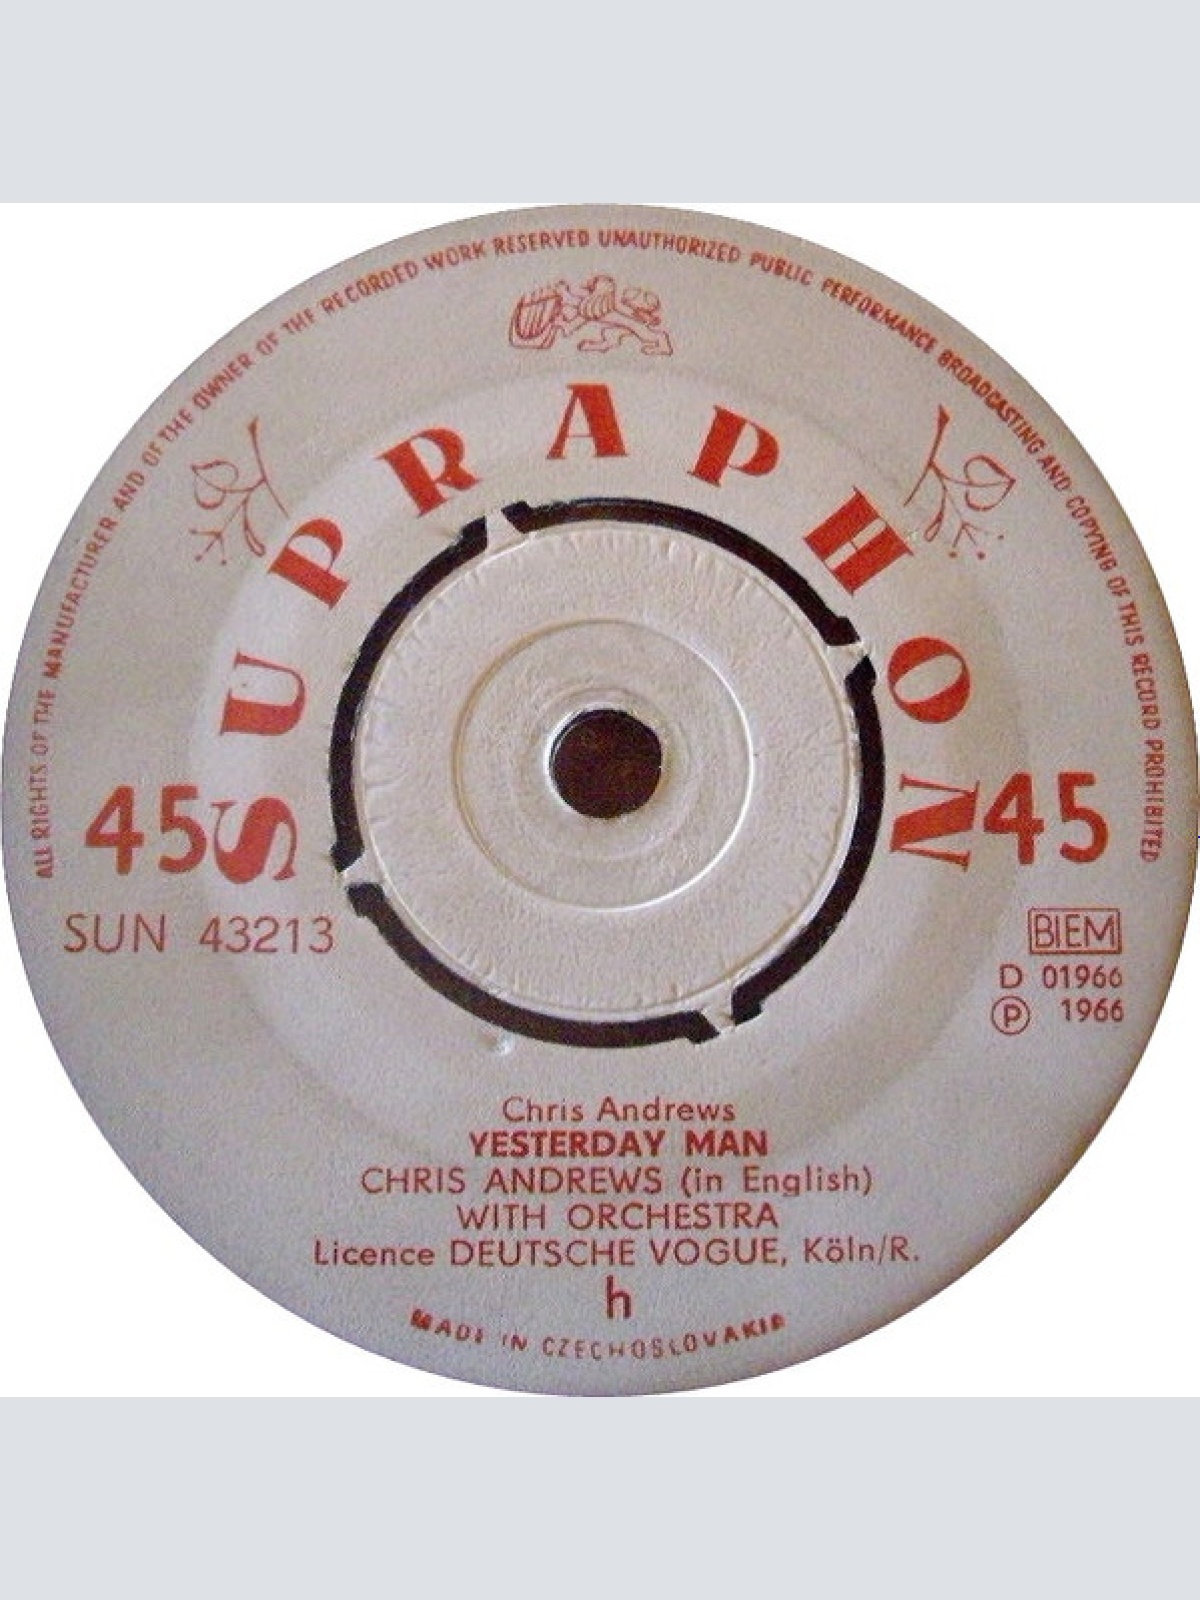 ALL RIGHTS OF THE MANUFACTURER AND OF THE OWNER OF THE RECORDED WORK RESERVED UNAUTHORIZED PUBLIC PERFORMANCE BROADCASTING AND COPYING OF THIS RECORD PROHIBITED
SUPRAPHON
45 45
SUN 43213
BIEM
D 01966
Ⓟ 1966
Chris Andrews
YESTERDAY MAN
CHRIS ANDREWS (in English)
WITH ORCHESTRA
Licence DEUTSCHE VOGUE, Köln/R.
h
MADE IN CZECHOSLOVAKIA